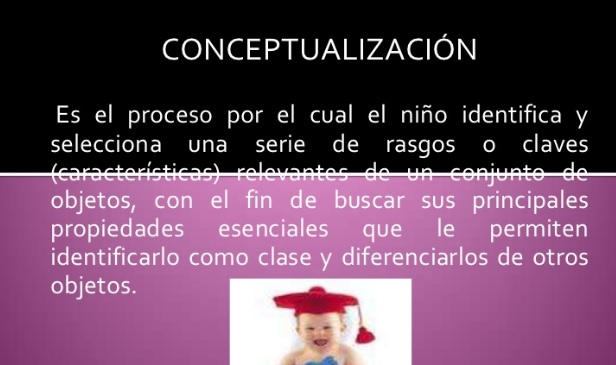 CONCEPTUALIZACIÓN
Es el proceso por el cual el niño identifica y
selecciona una serie de rasgos o claves
(características) relevantes de un conjunto de
objetos, con el fin de buscar sus principales
propiedades esenciales que le permiten
identificarlo como clase y diferenciarlos de otros
objetos.